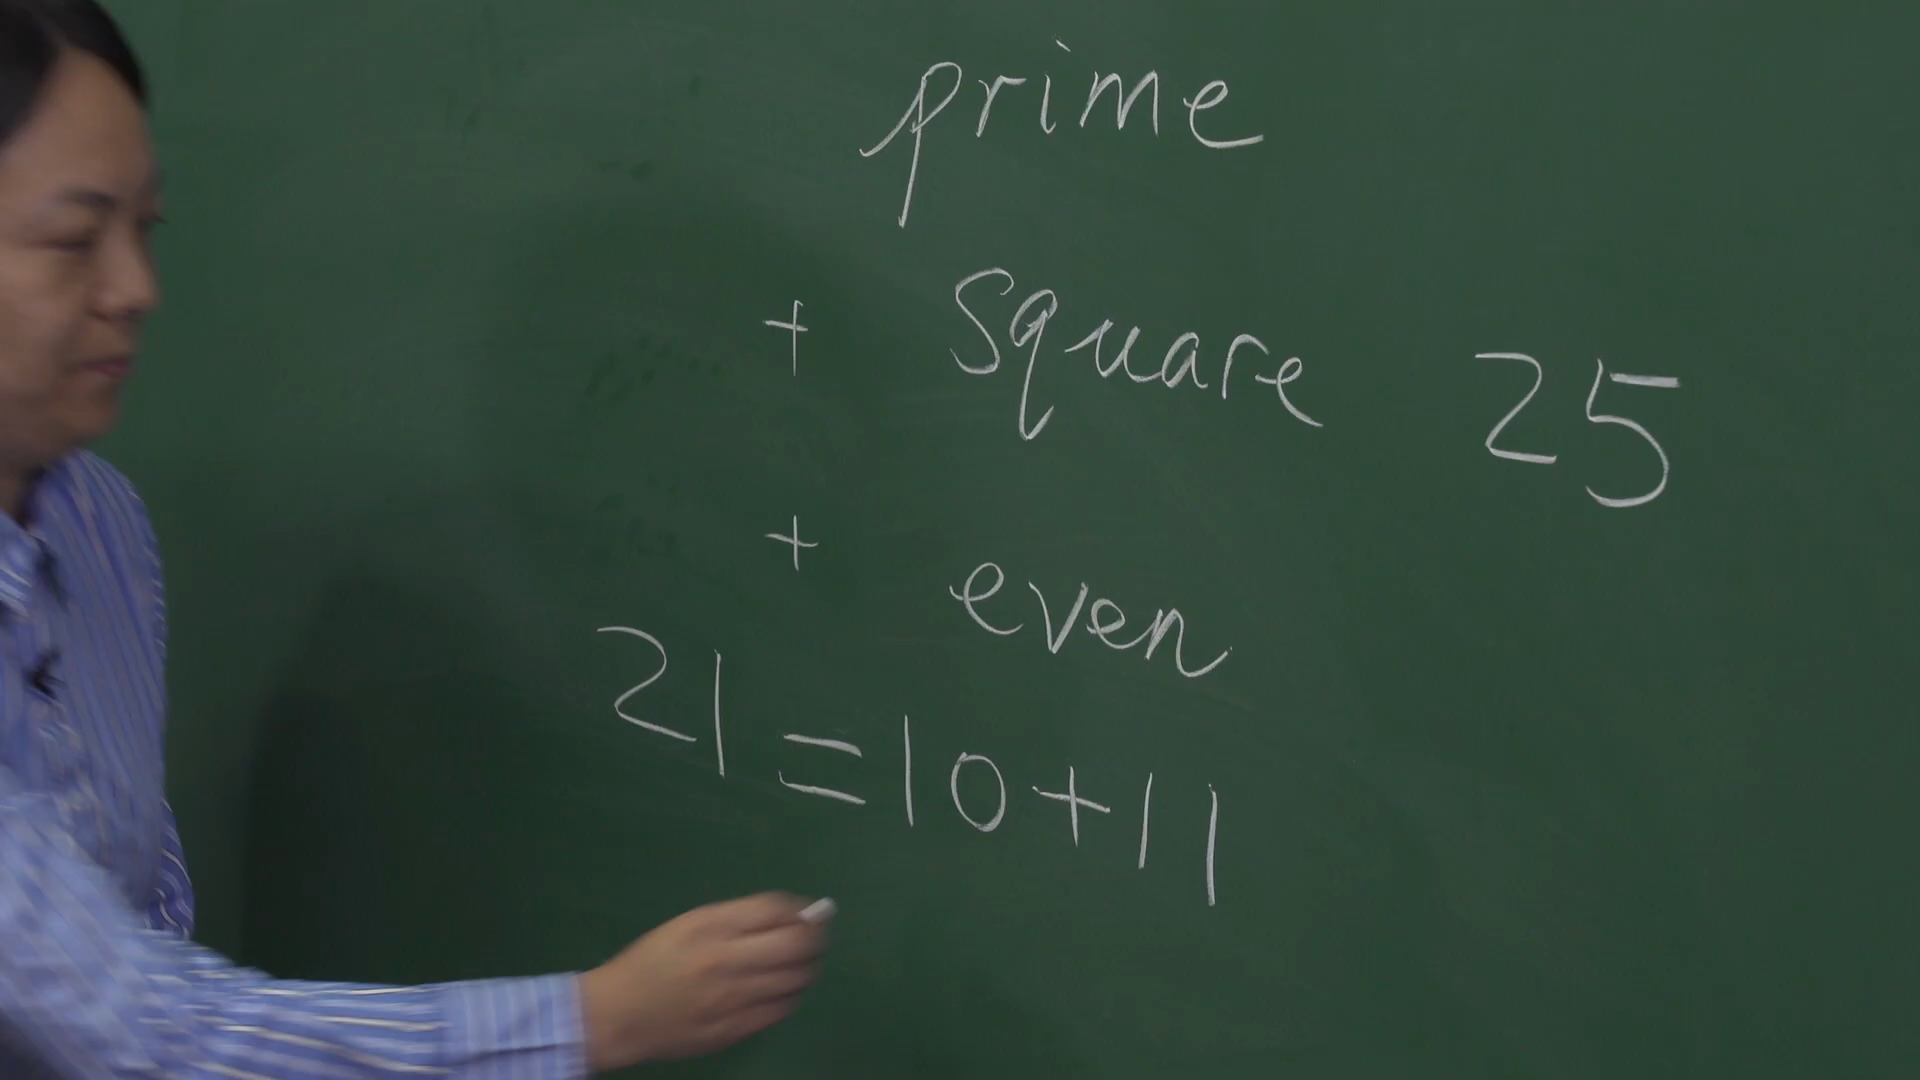 prime
+ square 25
+ even
21 = 10 + 11